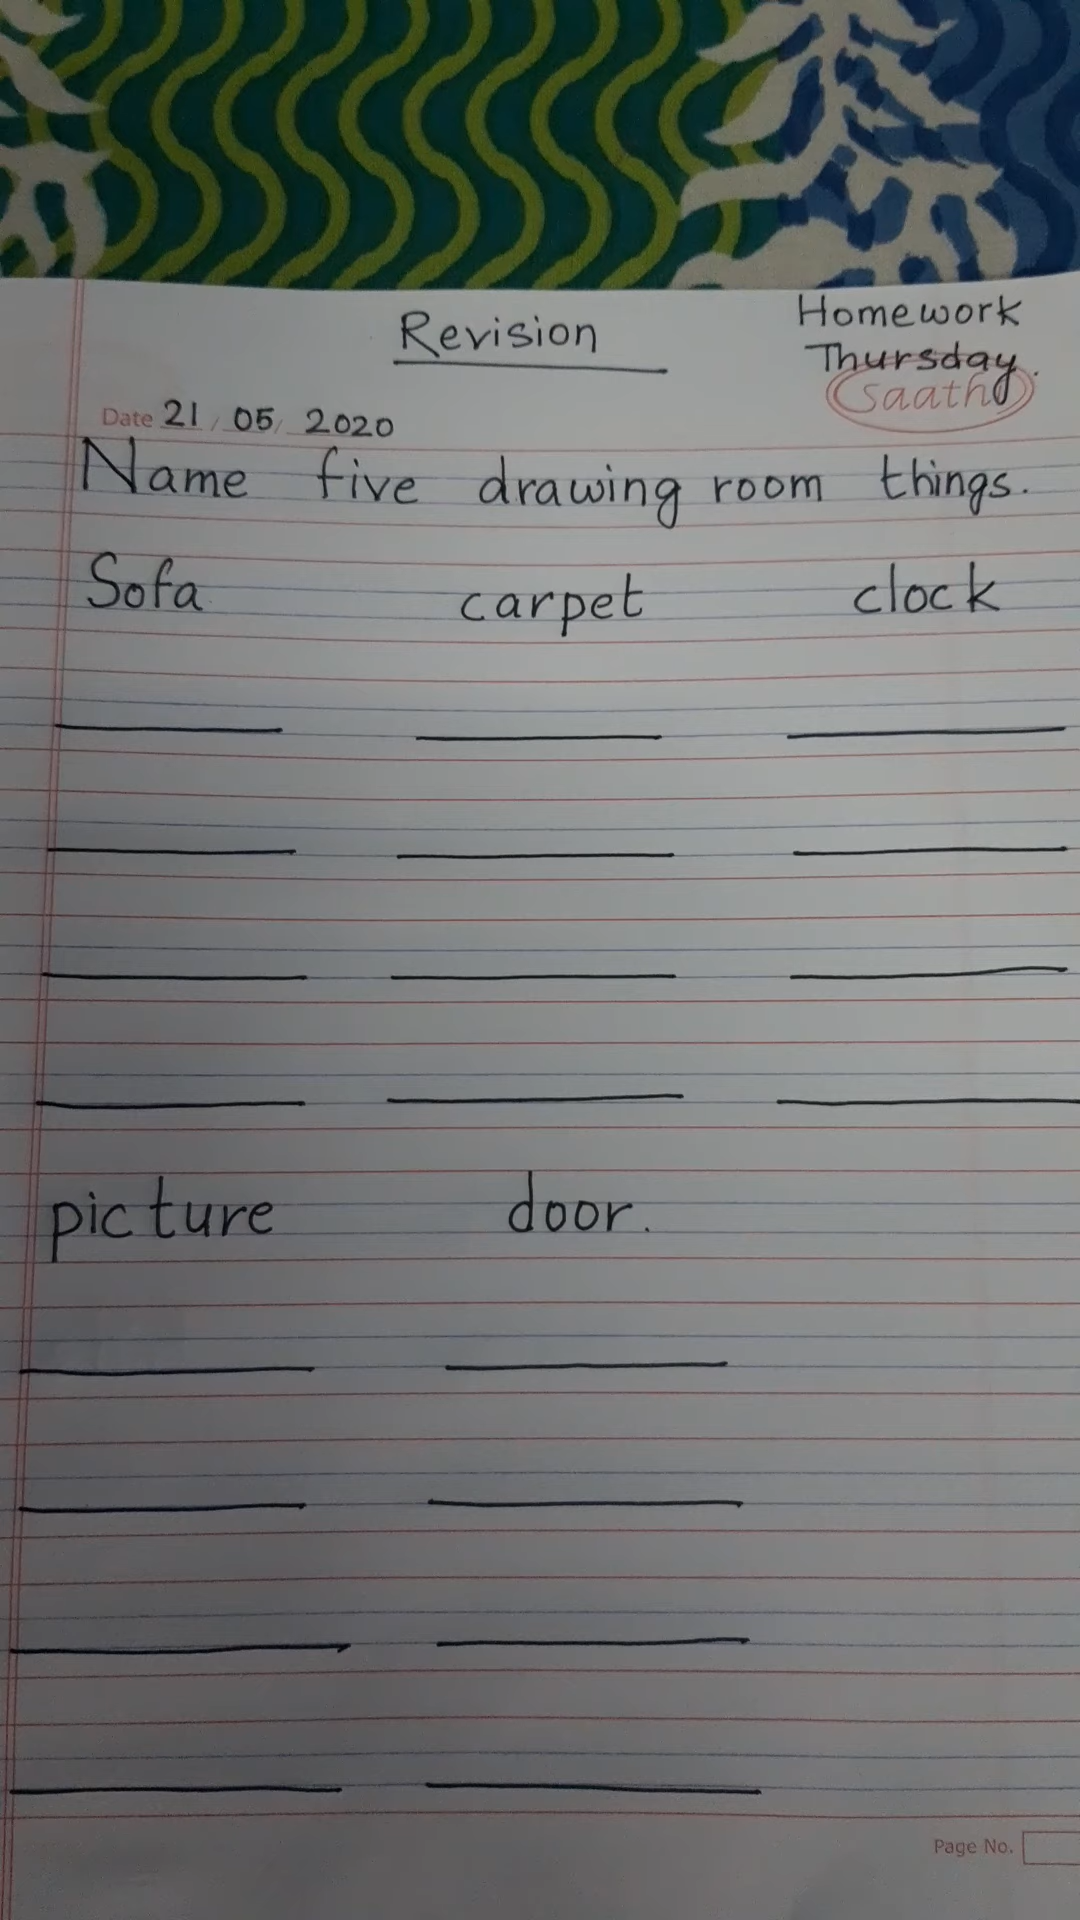 Revision
Homework
Thursday.
Saathi
Date 21/05/2020
Name five drawing room things.
Sofa carpet clock
picture door.
Page No.